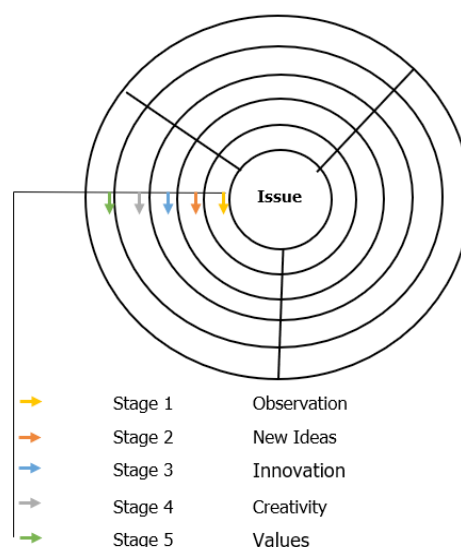 Issue
Stage 1 Observation
Stage 2 New Ideas
Stage 3 Innovation
Stage 4 Creativity
Stage 5 Values